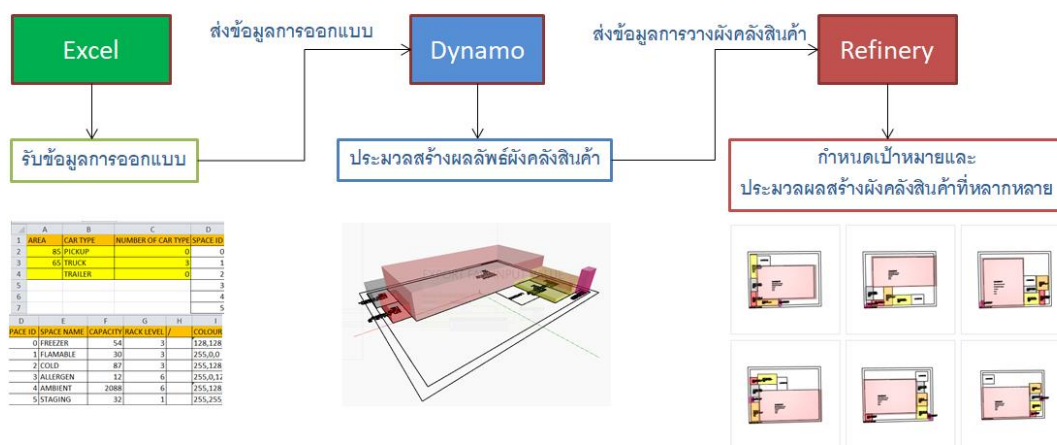 Excel
ส่งข้อมูลการออกแบบ
Dynamo
ส่งข้อมูลการวางผังคลังสินค้า
Refinery
รับข้อมูลการออกแบบ
ประมวลสร้างผลลัพธ์ผังคลังสินค้า
กำหนดเป้าหมายและ
ประมวลผลสร้างผังคลังสินค้าที่หลากหลาย
A B C D
1 AREA CAR TYPE NUMBER OF CAR TYPE SPACE ID
2 85 PICKUP 0 0
3 65 TRUCK 3 1
4 TRAILER 0 2
5 3
6 4
7 5
D E F G H I
PACE ID SPACE NAME CAPACITY RACK LEVEL / COLOUR
0 FREEZER 54 3 128,128
1 FLAMABLE 30 3 255,0,0
2 COLD 87 3 255,128
3 ALLERGEN 12 6 255,0,12
4 AMBIENT 2088 6 255,128
5 STAGING 32 1 255,255